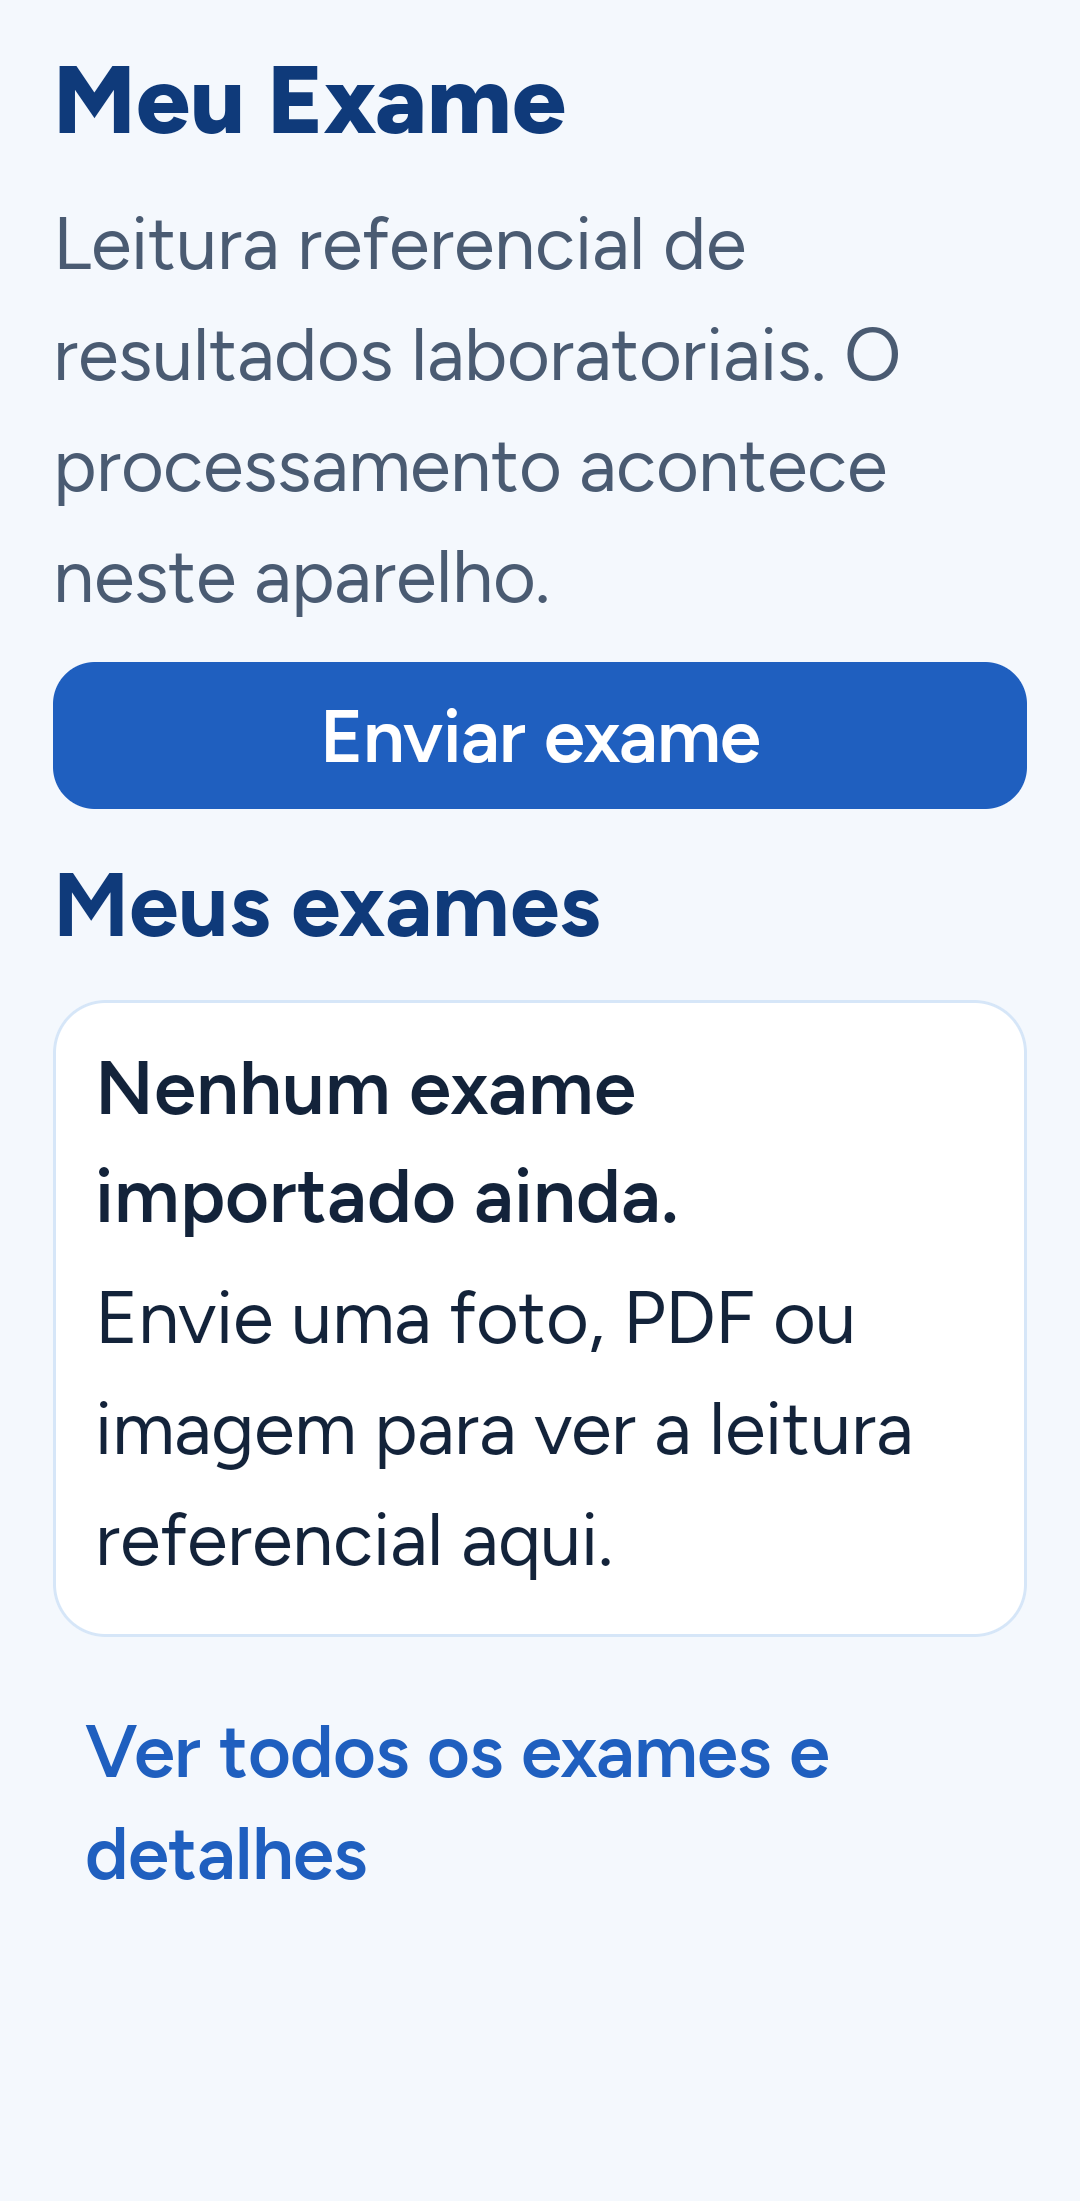 Meu Exame
Leitura referencial de
resultados laboratoriais. O
processamento acontece
neste aparelho.
Enviar exame
Meus exames
Nenhum exame
importado ainda.
Envie uma foto, PDF ou
imagem para ver a leitura
referencial aqui.
Ver todos os exames e
detalhes